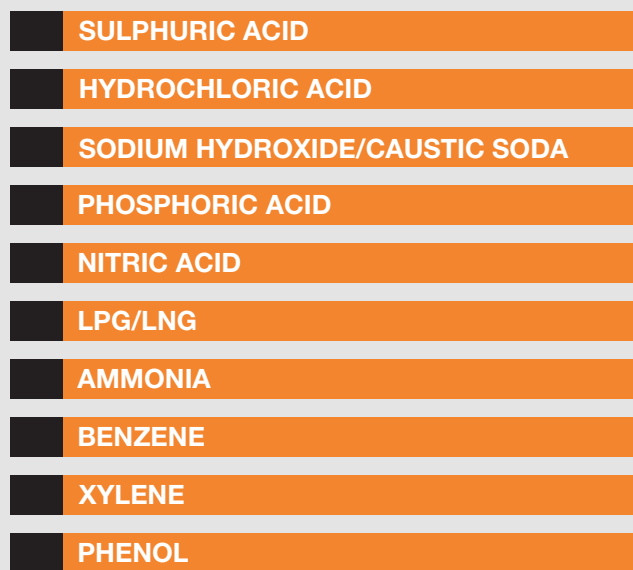 SULPHURIC ACID
HYDROCHLORIC ACID
SODIUM HYDROXIDE/CAUSTIC SODA
PHOSPHORIC ACID
NITRIC ACID
LPG/LNG
AMMONIA
BENZENE
XYLENE
PHENOL